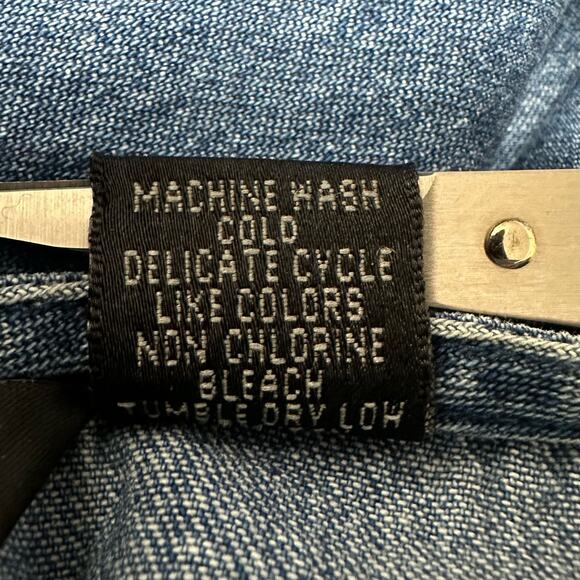 MACHINE WASH
COLD
DELICATE CYCLE
LIKE COLORS
NON CHLORINE
BLEACH
TUMBLE DRY LOW